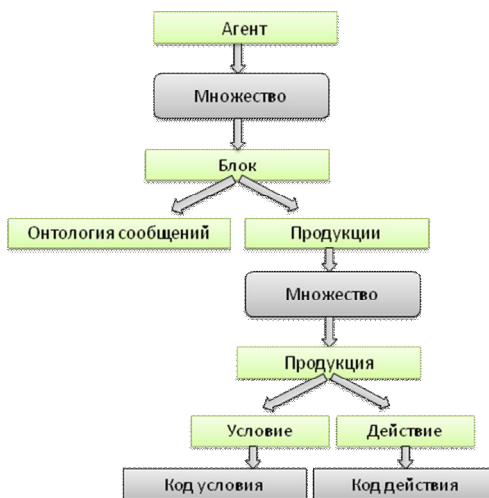 Агент
Множество
Блок
Онтология сообщений
Продукции
Множество
Продукция
Условие
Действие
Код условия
Код действия